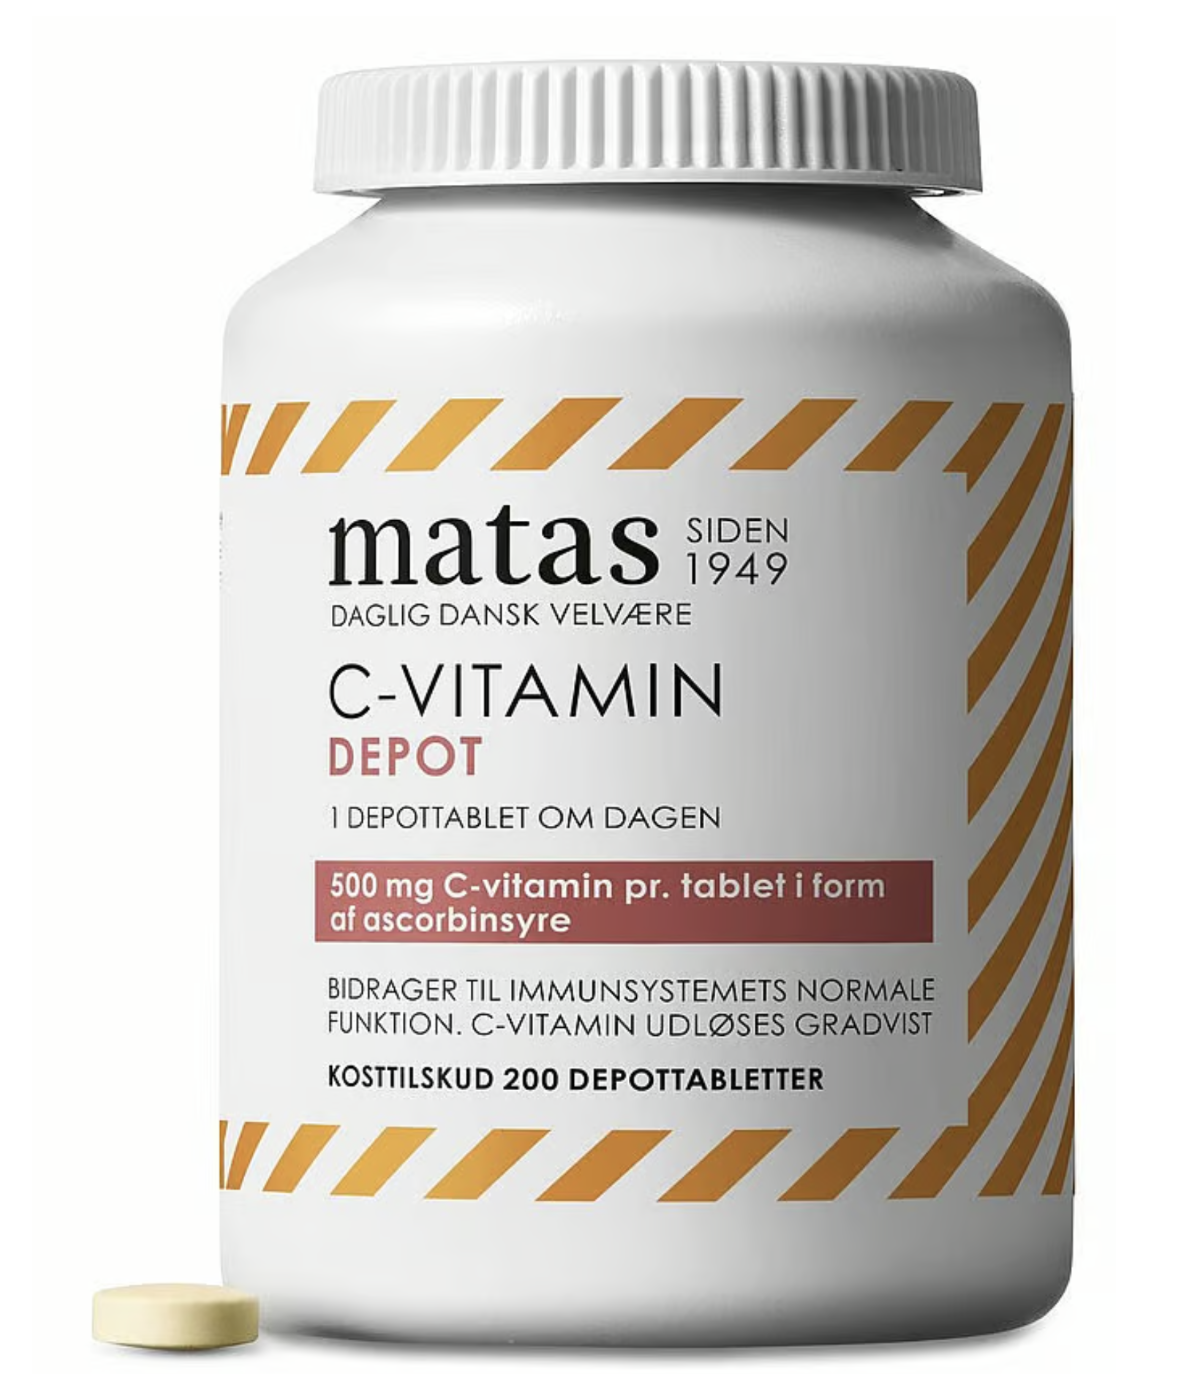 matas SIDEN 1949
DAGLIG DANSK VELVÆRE
C-VITAMIN
DEPOT
1 DEPOTTABLET OM DAGEN
500 mg C-vitamin pr. tablet i form
af ascorbinsyre
BIDRAGER TIL IMMUNSYSTEMETS NORMALE
FUNKTION. C-VITAMIN UDLØSES GRADVIST
KOSTTILSKUD 200 DEPOTTABLETTER